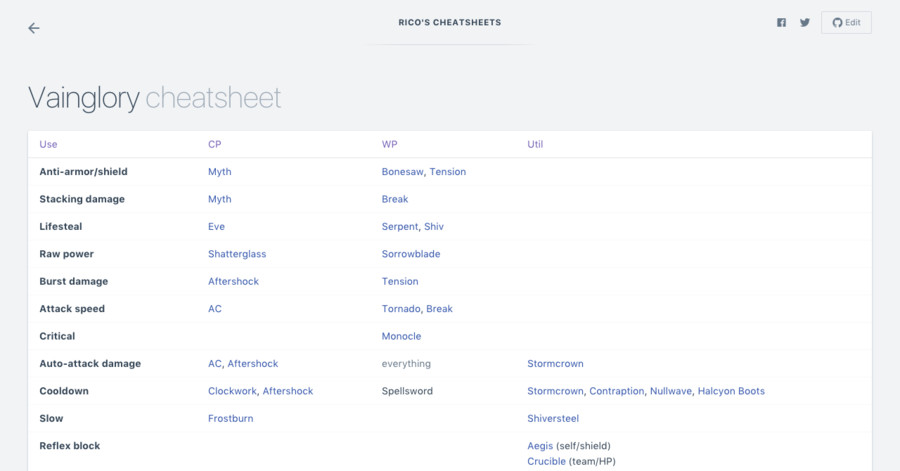 RICO'S CHEATSHEETS
Edit
Vainglory cheatsheet
Use CP WP Util
Anti-armor/shield Myth Bonesaw, Tension
Stacking damage Myth Break
Lifesteal Eve Serpent, Shiv
Raw power Shatterglass Sorrowblade
Burst damage Aftershock Tension
Attack speed AC Tornado, Break
Critical Monocle
Auto-attack damage AC, Aftershock everything Stormcrown
Cooldown Clockwork, Aftershock Spellsword Stormcrown, Contraption, Nullwave, Halcyon Boots
Slow Frostburn Shiversteel
Reflex block Aegis (self/shield)
Crucible (team/HP)